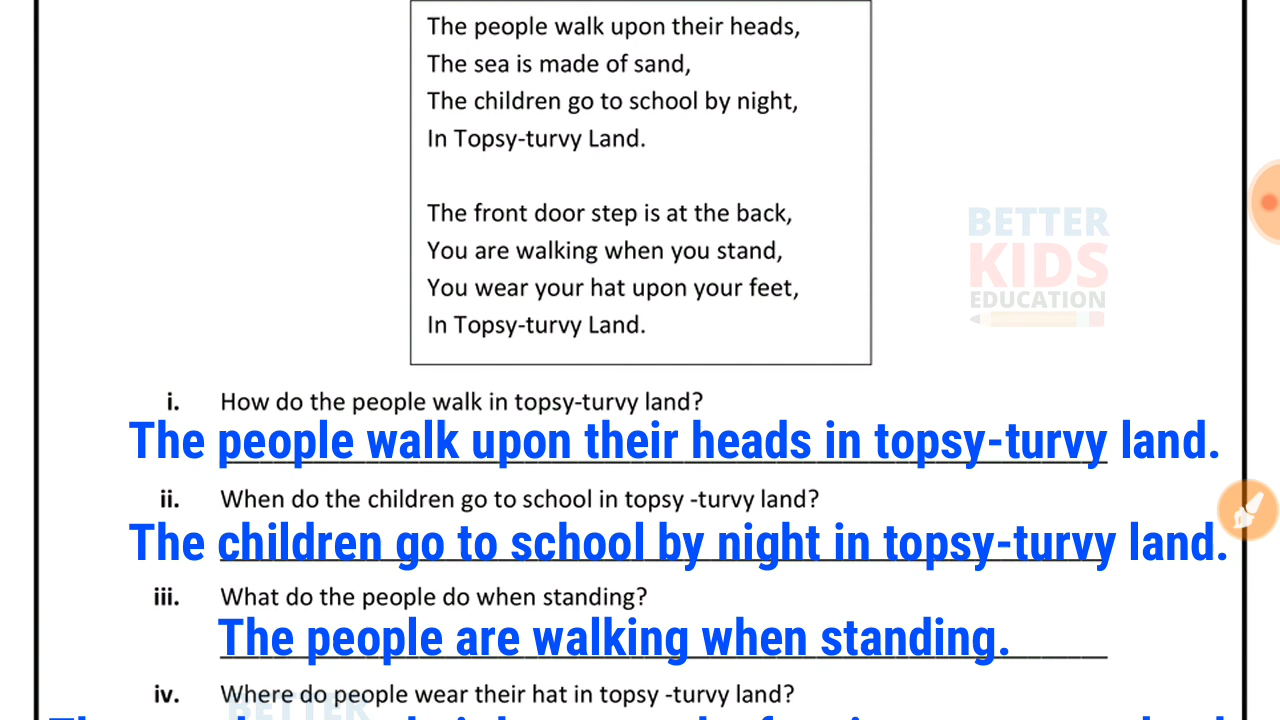 The people walk upon their heads,
The sea is made of sand,
The children go to school by night,
In Topsy-turvy Land.
The front door step is at the back,
You are walking when you stand,
You wear your hat upon your feet,
In Topsy-turvy Land.
BETTER
KIDS
EDUCATION
i. How do the people walk in topsy-turvy land?
The people walk upon their heads in topsy-turvy land.
ii. When do the children go to school in topsy -turvy land?
The children go to school by night in topsy-turvy land.
iii. What do the people do when standing?
The people are walking when standing.
iv. Where do people wear their hat in topsy -turvy land?
BETTER